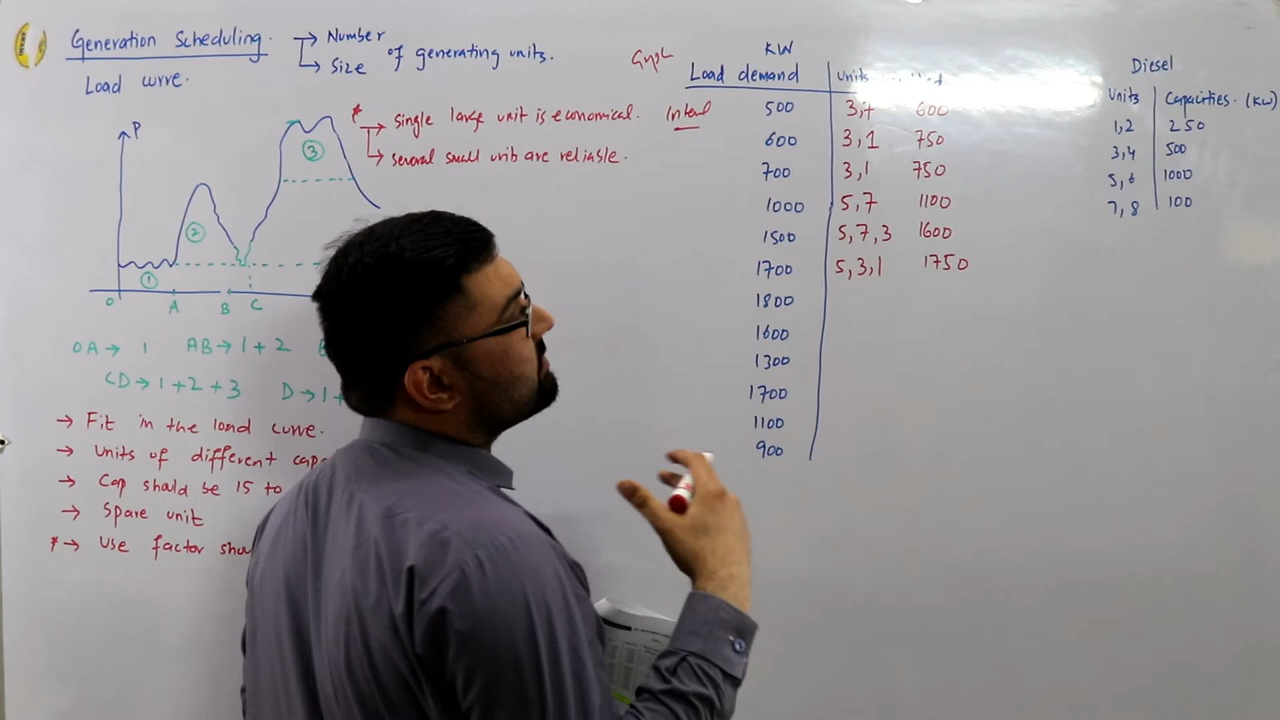 Generation Scheduling. → Number
↳ Size of generating units.
Load curve.
P
1
2
3
0 A B C
OA → 1 AB → 1 + 2
CD → 1 + 2 + 3 D → 1 +
→ Fit in the load curve.
→ Units of different
→ Cap should be 15 to
→ Spare unit
* → Use factor
* → single large unit is economical.
↳ several small units are reliable.
KW
Load demand Units
500 3,7 600
600 3,1 750
700 3,1 750
1000 5,7 1100
1500 5,7,3 1600
1700 5,3,1 1750
1800
1600
1300
1700
1100
900
Diesel
Units Capacities. (KW)
1,2 250
3,4 500
5,6 1000
7,8 100